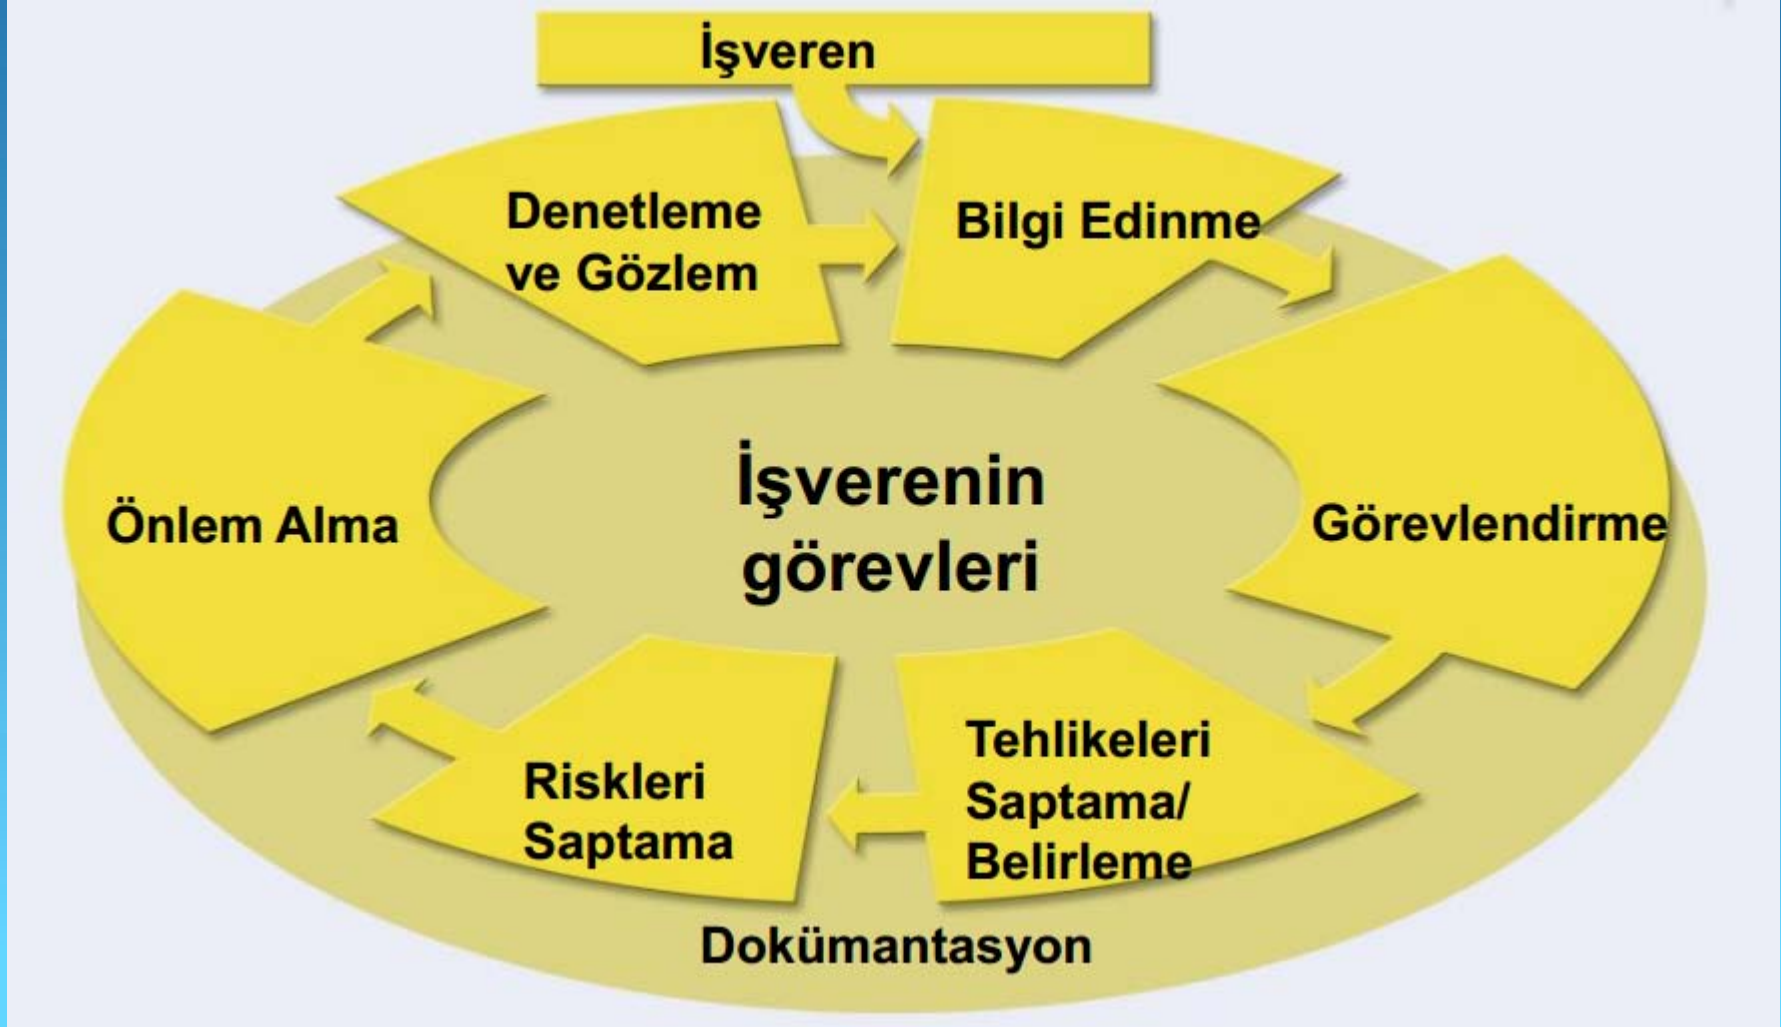 İşveren
Denetleme
ve Gözlem
Bilgi Edinme
Önlem Alma
İşverenin
görevleri
Görevlendirme
Riskleri
Saptama
Tehlikeleri
Saptama/
Belirleme
Dokümantasyon